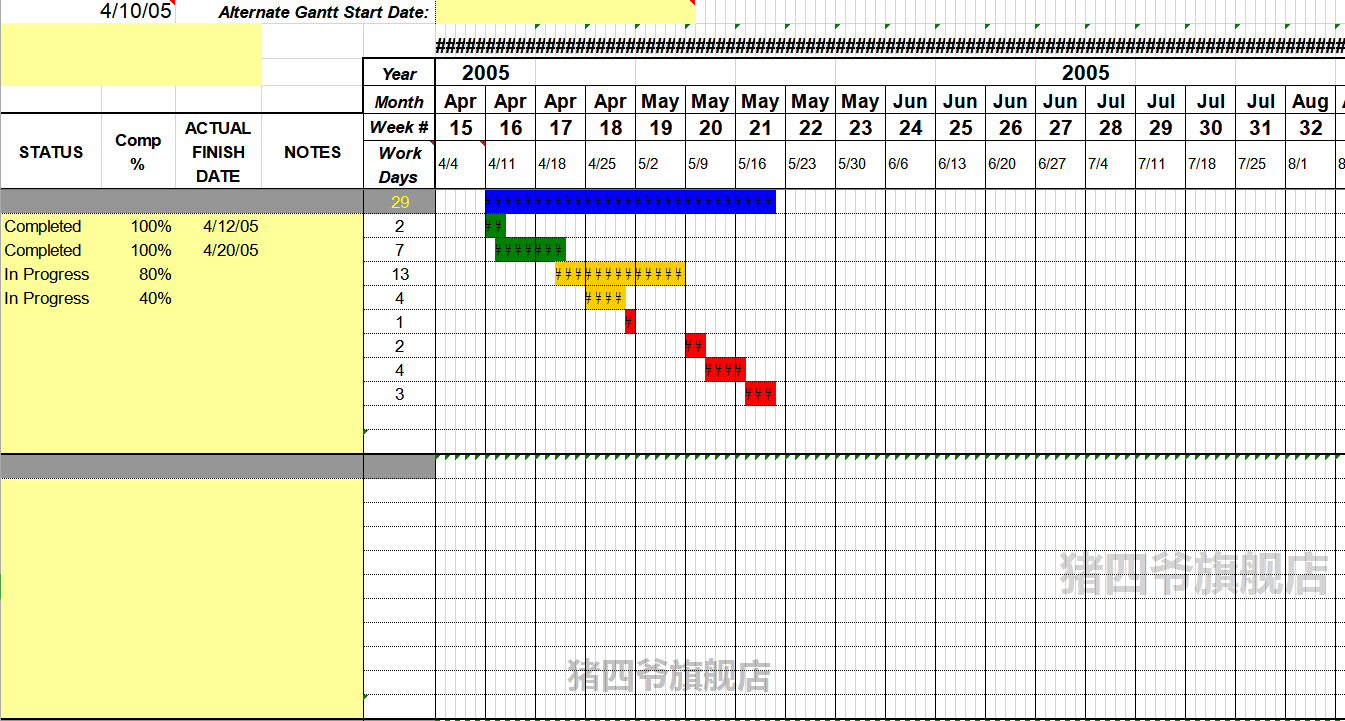 4/10/05 Alternate Gantt Start Date:
Year 2005 2005
Month Apr Apr Apr Apr May May May May May Jun Jun Jun Jun Jul Jul Jul Jul Aug
Week # 15 16 17 18 19 20 21 22 23 24 25 26 27 28 29 30 31 32
STATUS Comp % ACTUAL FINISH DATE NOTES Work Days 4/4 4/11 4/18 4/25 5/2 5/9 5/16 5/23 5/30 6/6 6/13 6/20 6/27 7/4 7/11 7/18 7/25 8/1 8
29
Completed 100% 4/12/05 2
Completed 100% 4/20/05 7
In Progress 80% 13
In Progress 40% 4
1
2
4
3
猪四爷旗舰店
猪四爷旗舰店